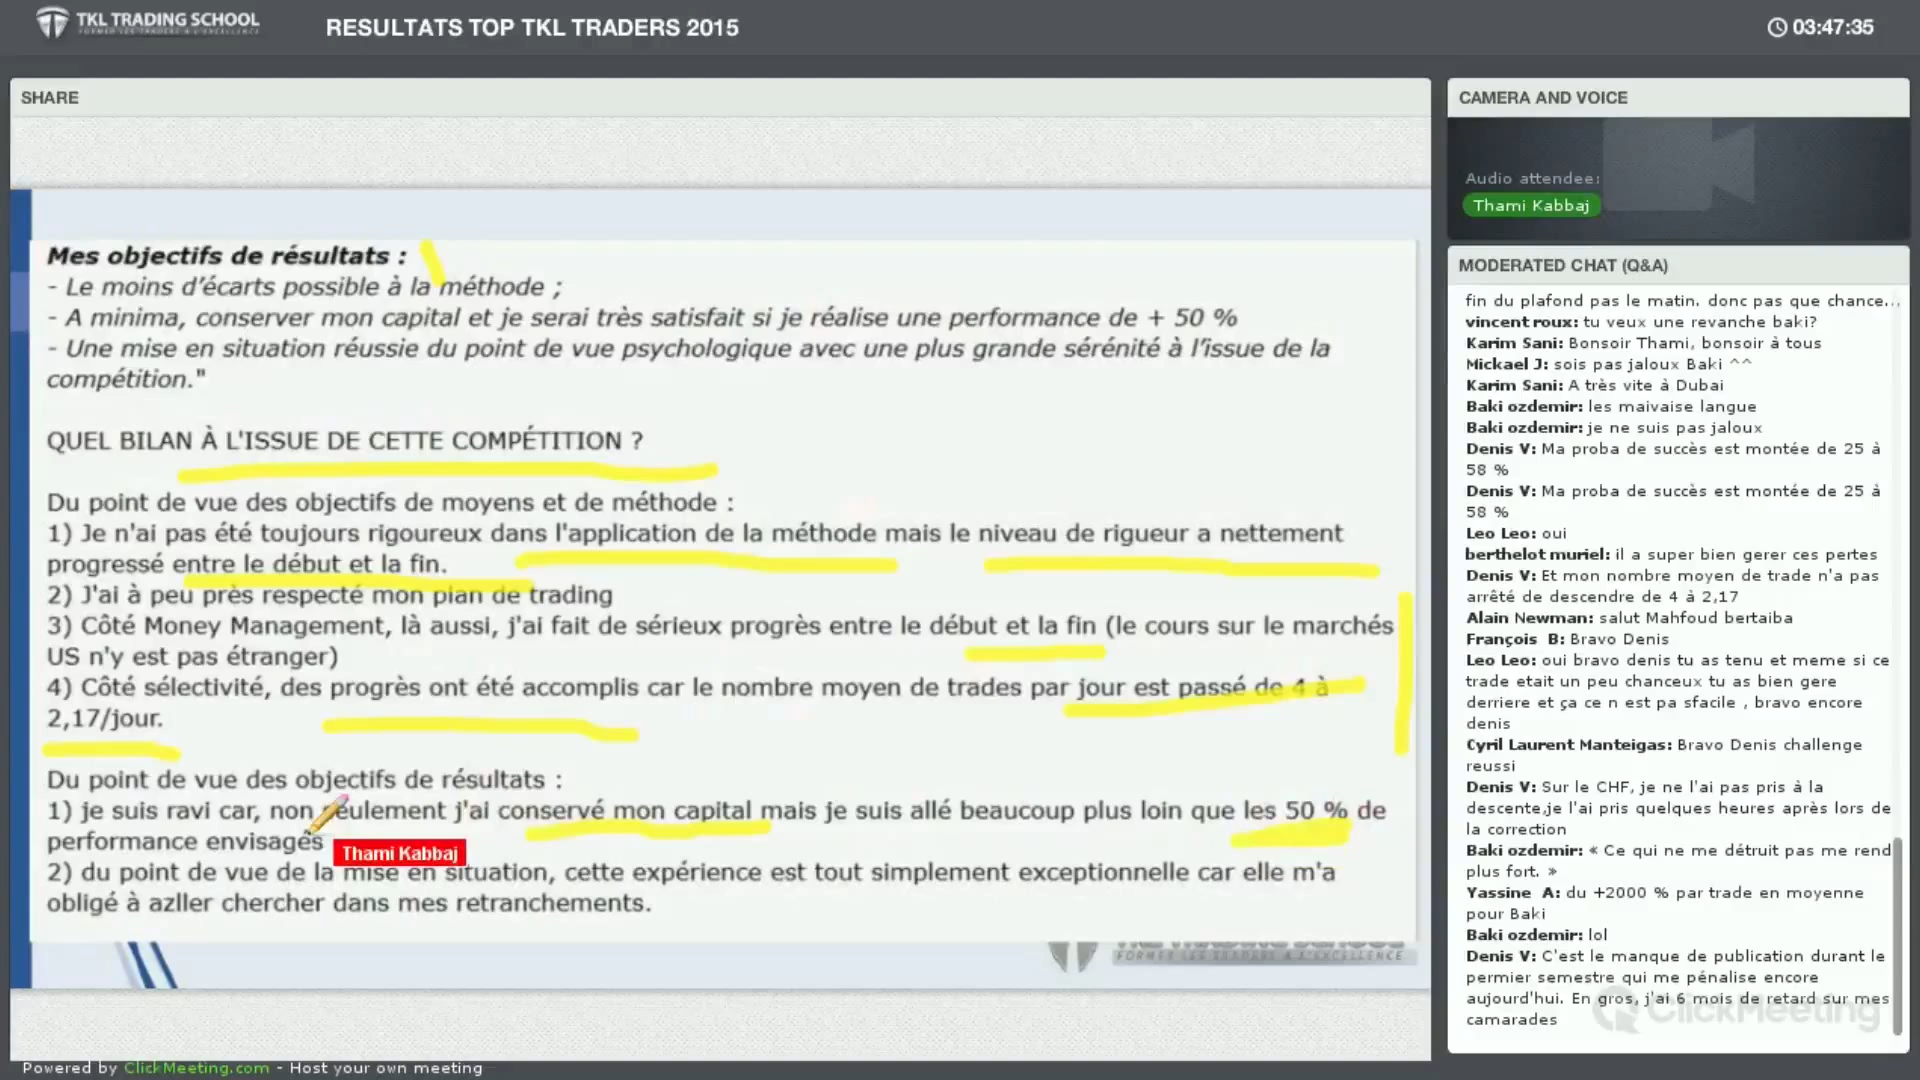 TKL TRADING SCHOOL
FORMER LES TRADERS A L'EXCELLENCE
RESULTATS TOP TKL TRADERS 2015
03:47:35
SHARE
Mes objectifs de résultats :
- Le moins d'écarts possible à la méthode ;
- A minima, conserver mon capital et je serai très satisfait si je réalise une performance de + 50 %
- Une mise en situation réussie du point de vue psychologique avec une plus grande sérénité à l'issue de la
compétition."
QUEL BILAN À L'ISSUE DE CETTE COMPÉTITION ?
Du point de vue des objectifs de moyens et de méthode :
1) Je n'ai pas été toujours rigoureux dans l'application de la méthode mais le niveau de rigueur a nettement
progressé entre le début et la fin.
2) J'ai à peu près respecté mon plan de trading
3) Côté Money Management, là aussi, j'ai fait de sérieux progrès entre le début et la fin (le cours sur le marchés
US n'y est pas étranger)
4) Côté sélectivité, des progrès ont été accomplis car le nombre moyen de trades par jour est passé de 4 à
2,17/jour.
Du point de vue des objectifs de résultats :
1) je suis ravi car, non seulement j'ai conservé mon capital mais je suis allé beaucoup plus loin que les 50 % de
performance envisagés
Thami Kabbaj
2) du point de vue de la mise en situation, cette expérience est tout simplement exceptionnelle car elle m'a
obligé à azller chercher dans mes retranchements.
TKL TRADING SCHOOL
FORMER LES TRADERS A L'EXCELLENCE
CAMERA AND VOICE
Audio attendee:
Thami Kabbaj
MODERATED CHAT (Q&A)
fin du plafond pas le matin. donc pas que chance...
vincent roux: tu veux une revanche baki?
Karim Sani: Bonsoir Thami, bonsoir à tous
Mickael J: sois pas jaloux Baki ^^
Karim Sani: A très vite à Dubai
Baki ozdemir: les maivaise langue
Baki ozdemir: je ne suis pas jaloux
Denis V: Ma proba de succès est montée de 25 à
58 %
Denis V: Ma proba de succès est montée de 25 à
58 %
Leo Leo: oui
berthelot muriel: il a super bien gerer ces pertes
Denis V: Et mon nombre moyen de trade n'a pas
arrêté de descendre de 4 à 2,17
Alain Newman: salut Mahfoud bertaiba
François B: Bravo Denis
Leo Leo: oui bravo denis tu as tenu et meme si ce
trade etait un peu chanceux tu as bien gere
derriere et ça ce n est pa sfacile , bravo encore
denis
Cyril Laurent Manteigas: Bravo Denis challenge
reussi
Denis V: Sur le CHF, je ne l'ai pas pris à la
descente,je l'ai pris quelques heures après lors de
la correction
Baki ozdemir: « Ce qui ne me détruit pas me rend
plus fort. »
Yassine A: du +2000 % par trade en moyenne
pour Baki
Baki ozdemir: lol
Denis V: C'est le manque de publication durant le
permier semestre qui me pénalise encore
aujourd'hui. En gros, j'ai 6 mois de retard sur mes
camarades
ClickMeeting
Powered by ClickMeeting.com - Host your own meeting